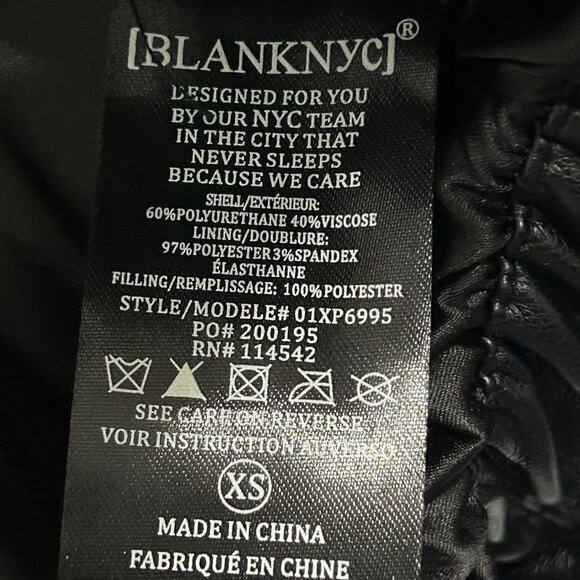 [BLANKNYC]®
DESIGNED FOR YOU
BY OUR NYC TEAM
IN THE CITY THAT
NEVER SLEEPS
BECAUSE WE CARE
SHELL/EXTÉRIEUR:
60%POLYURETHANE 40%VISCOSE
LINING/DOUBLURE:
97%POLYESTER3%SPANDEX
ÉLASTHANNE
FILLING/REMPLISSAGE: 100%POLYESTER
STYLE/MODELE# 01XP6995
PO# 200195
RN# 114542
SEE CARE ON REVERSE
VOIR INSTRUCTION AU VERSO
XS
MADE IN CHINA
FABRIQUÉ EN CHINE